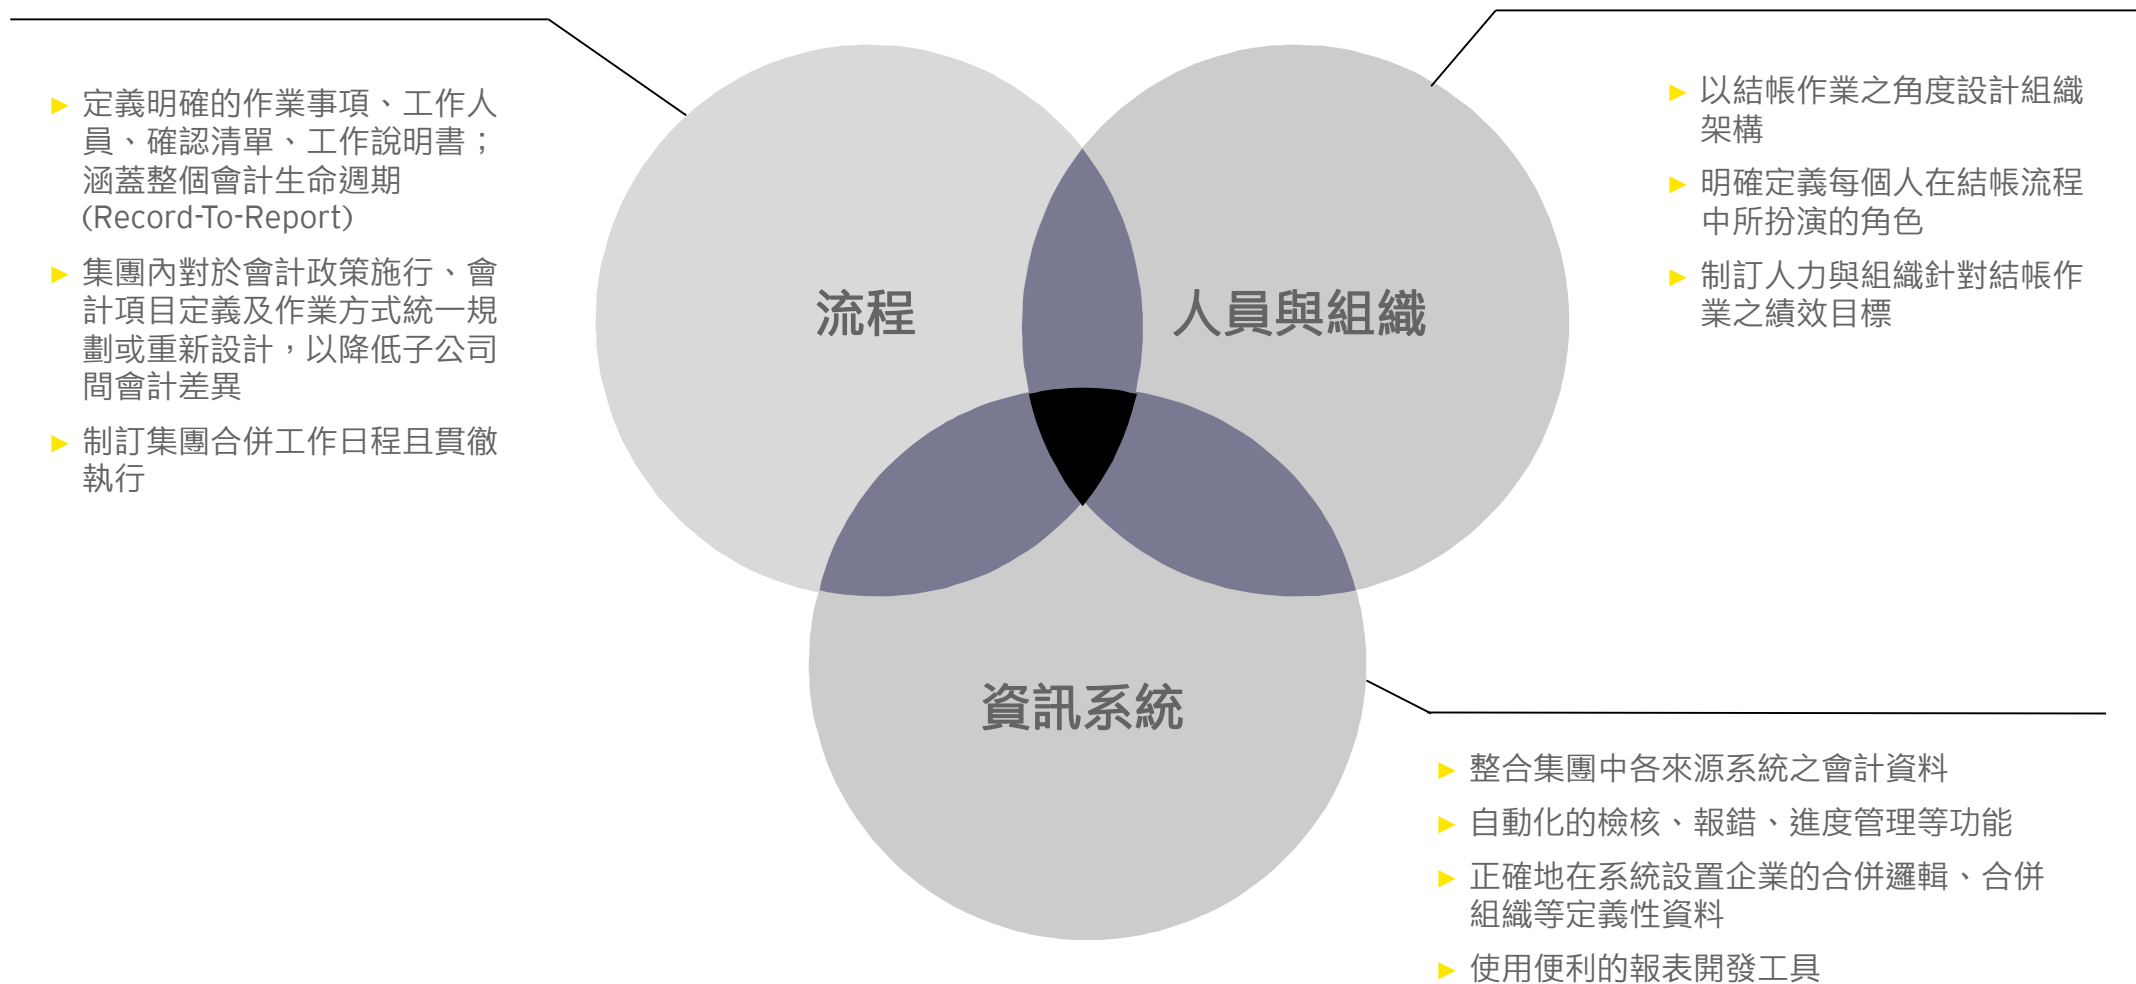 ► 定義明確的作業事項、工作人
員、確認清單、工作說明書；
涵蓋整個會計生命週期
(Record-To-Report)
► 集團內對於會計政策施行、會
計項目定義及作業方式統一規
劃或重新設計，以降低子公司
間會計差異
► 制訂集團合併工作日程且貫徹
執行
流程
人員與組織
► 以結帳作業之角度設計組織
架構
► 明確定義每個人在結帳流程
中所扮演的角色
► 制訂人力與組織針對結帳作
業之績效目標
資訊系統
► 整合集團中各來源系統之會計資料
► 自動化的檢核、報錯、進度管理等功能
► 正確地在系統設置企業的合併邏輯、合併
組織等定義性資料
► 使用便利的報表開發工具